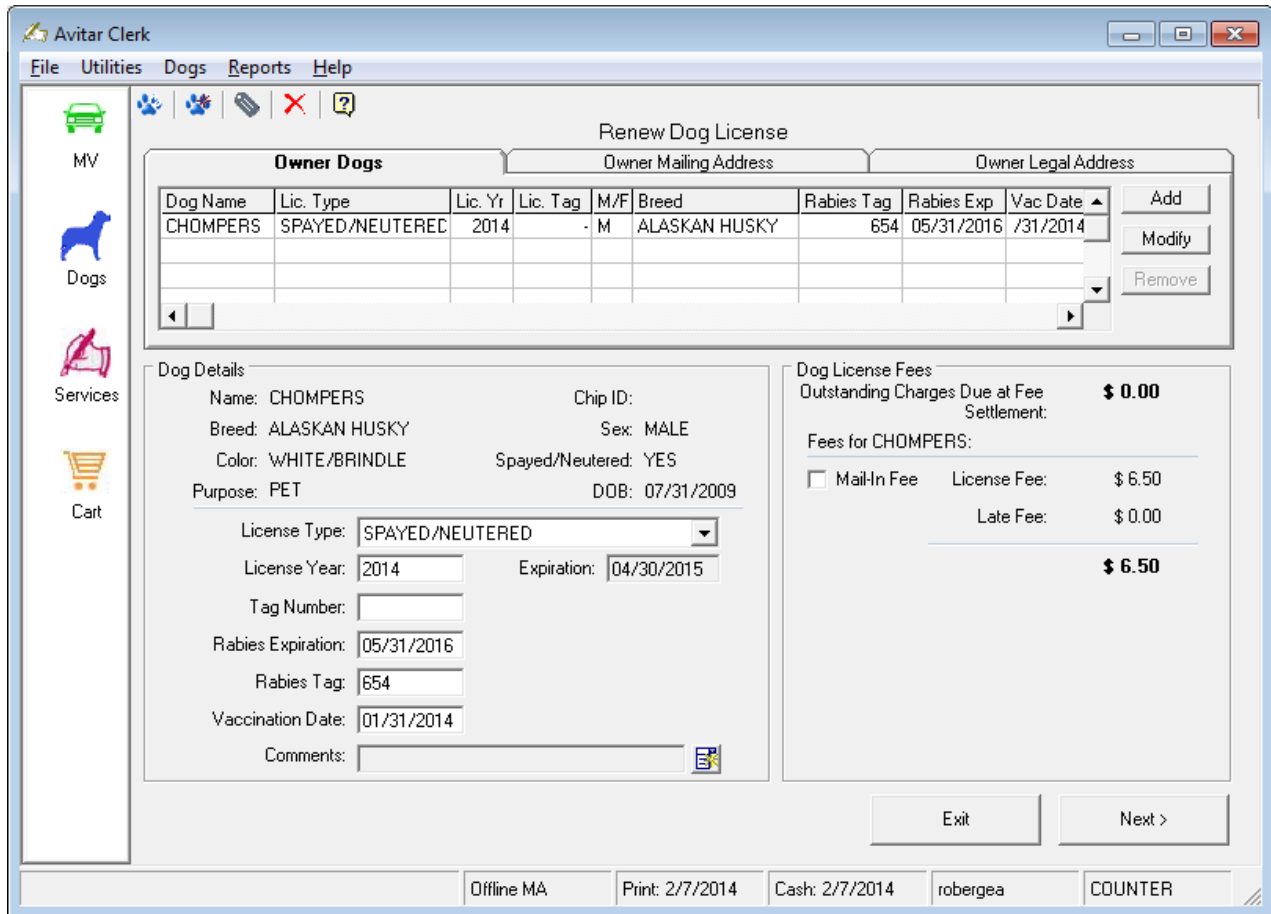 Avitar Clerk
File Utilities Dogs Reports Help
Renew Dog License
MV
Dogs
Services
Cart
Owner Dogs Owner Mailing Address Owner Legal Address
Dog Name Lic. Type Lic. Yr Lic. Tag M/F Breed Rabies Tag Rabies Exp Vac Date
CHOMPERS SPAYED/NEUTERED 2014 - M ALASKAN HUSKY 654 05/31/2016 /31/2014
Add
Modify
Remove
Dog Details
Name: CHOMPERS Chip ID:
Breed: ALASKAN HUSKY Sex: MALE
Color: WHITE/BRINDLE Spayed/Neutered: YES
Purpose: PET DOB: 07/31/2009
License Type: SPAYED/NEUTERED
License Year: 2014 Expiration: 04/30/2015
Tag Number:
Rabies Expiration: 05/31/2016
Rabies Tag: 654
Vaccination Date: 01/31/2014
Comments:
Dog License Fees
Outstanding Charges Due at Fee $ 0.00
Settlement:
Fees for CHOMPERS:
Mail-In Fee License Fee: $ 6.50
Late Fee: $ 0.00
$ 6.50
Exit Next >
Offline MA Print: 2/7/2014 Cash: 2/7/2014 robergea COUNTER